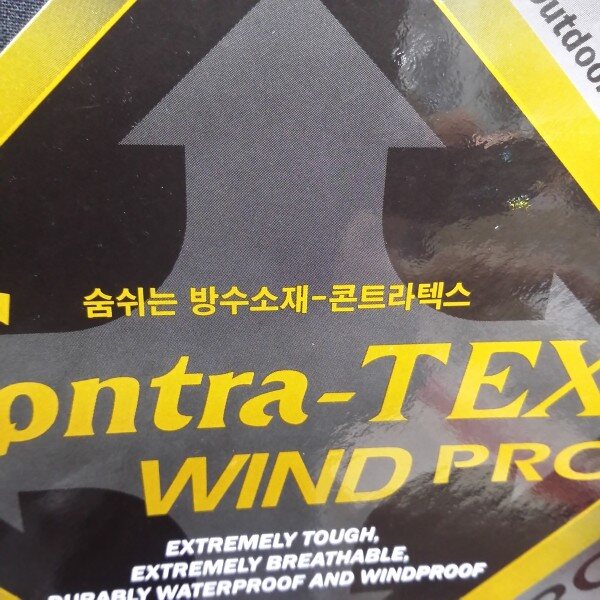 outdoor
숨쉬는 방수소재-콘트라텍스
ontra-TEX
WIND PRO
EXTREMELY TOUGH,
EXTREMELY BREATHABLE,
DURABLY WATERPROOF AND WINDPROOF